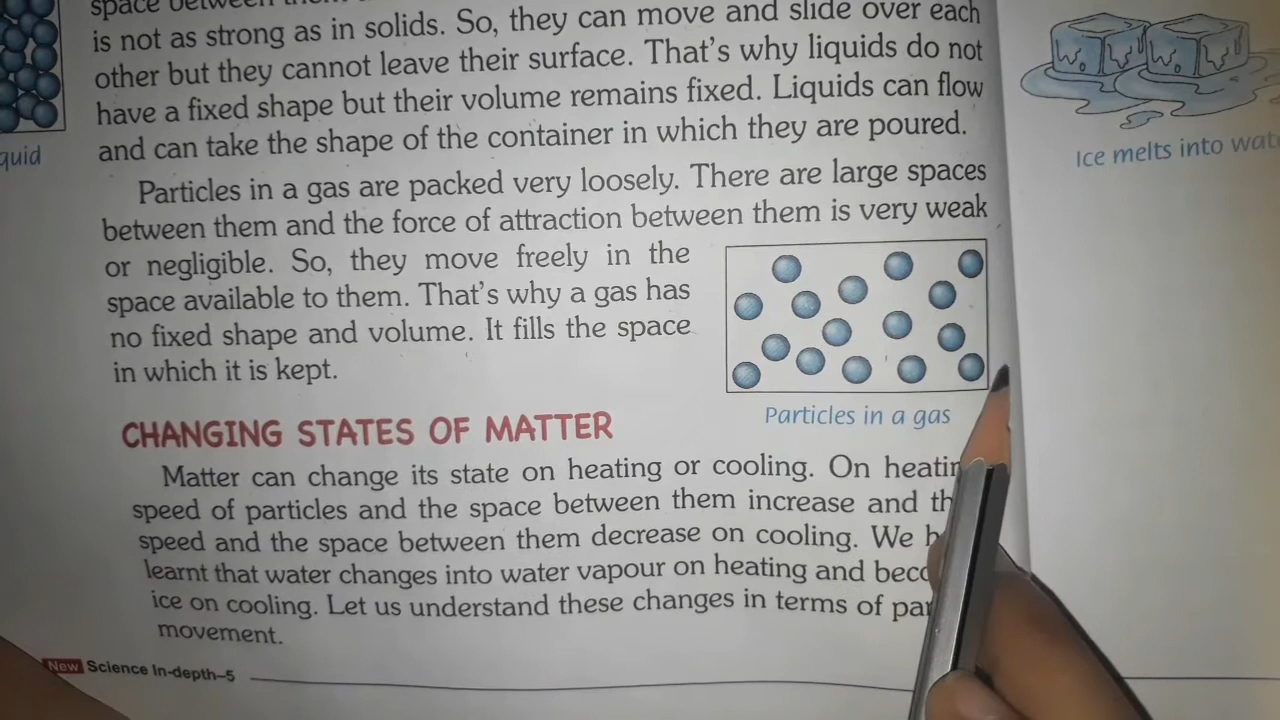 space between them
is not as strong as in solids. So, they can move and slide over each
other but they cannot leave their surface. That's why liquids do not
have a fixed shape but their volume remains fixed. Liquids can flow
and can take the shape of the container in which they are poured.
quid
Particles in a gas are packed very loosely. There are large spaces
between them and the force of attraction between them is very weak
or negligible. So, they move freely in the
space available to them. That's why a gas has
no fixed shape and volume. It fills the space
in which it is kept.
Particles in a gas
CHANGING STATES OF MATTER
Matter can change its state on heating or cooling. On heatin
speed of particles and the space between them increase and th
speed and the space between them decrease on cooling. We h
learnt that water changes into water vapour on heating and beco
ice on cooling. Let us understand these changes in terms of par
movement.
New Science In-depth–5
Ice melts into wat